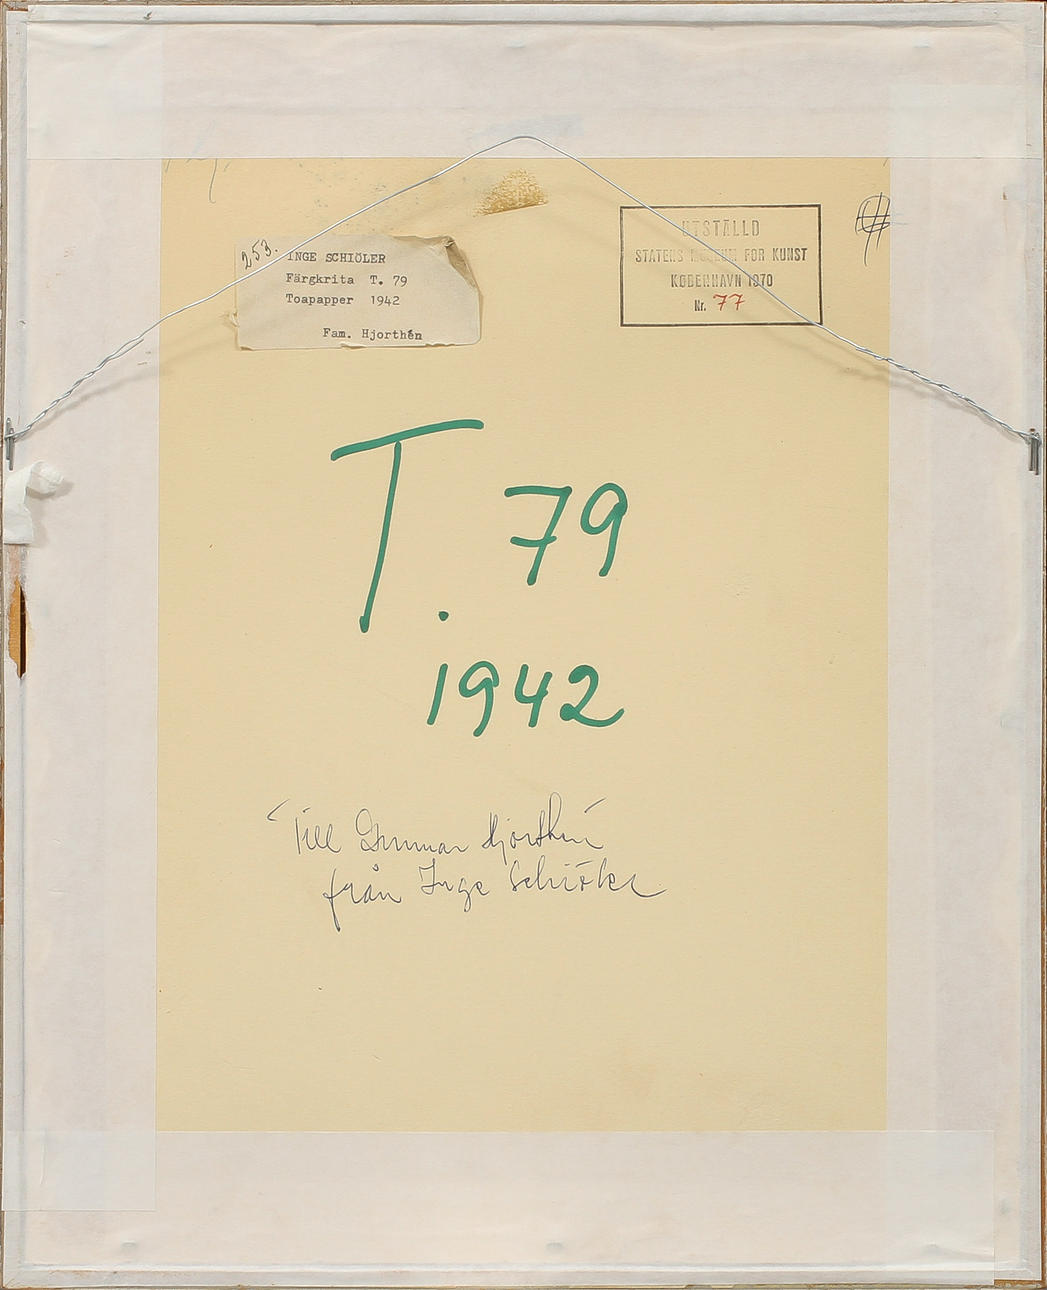 253.
INGE SCHIÖLER
Färgkrita T. 79
Toapapper 1942
Fam. Hjorthén
UTSTÄLLD
STATENS MUSEUM FOR KUNST
KØBENHAVN 1970
Nr. 77
T. 79
1942
"Till Gunnar Hjorthén"
från Inge Schiöler